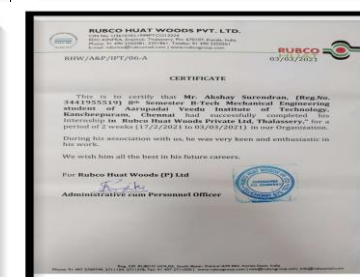 RUBCO HUAT WOODS PVT. LTD.
RUBCO
RHW/A&P/IPT/06-A
03/03/2021
CERTIFICATE
This is to certify that Mr. Akshay Surendran, (Reg.No.
3441955519) 8th Semester B-Tech Mechanical Engineering
student of Aarupadai Veedu Institute of Technology,
Kancheepuram, Chennai had successfully completed his
Internship in Rubco Huat Woods Private Ltd, Thalassery," for a
period of 2 weeks (17/2/2021 to 03/03/2021) in our Organization.
During his association with us, he was very keen and enthusiastic in
his work.
We wish him all the best in his future careers.
For Rubco Huat Woods (P) Ltd
Administrative cum Personnel Officer